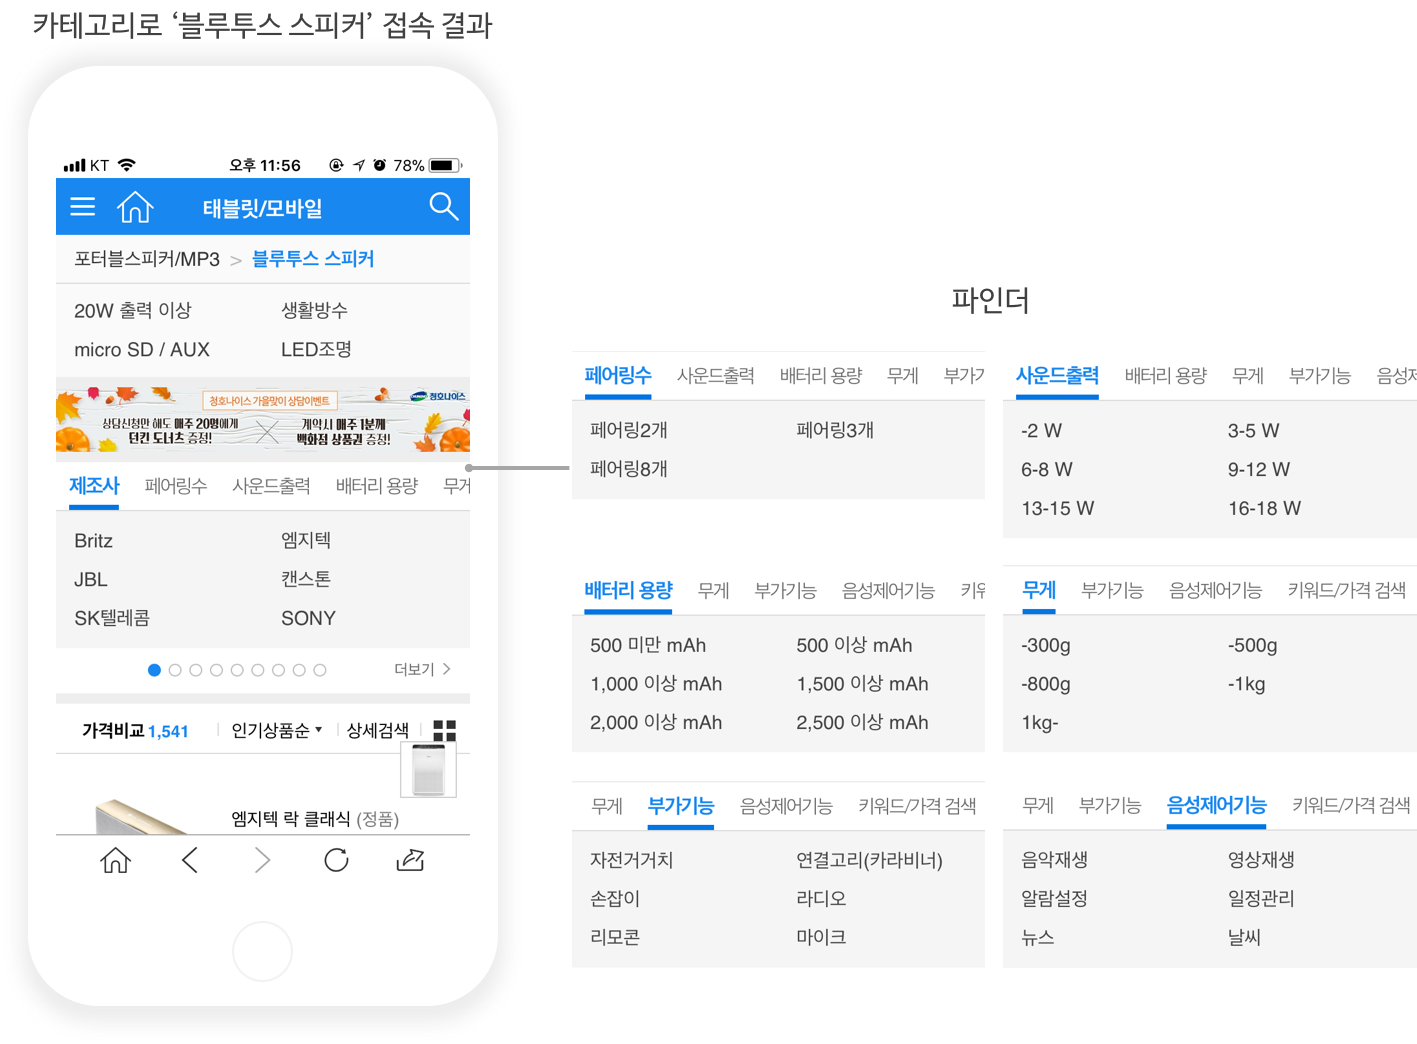 카테고리로 ‘블루투스 스피커’ 접속 결과
KT 오후 11:56 78%
태블릿/모바일
포터블스피커/MP3 > 블루투스 스피커
20W 출력 이상 생활방수
micro SD / AUX LED조명
청호나이스 가을맞이 상담이벤트 청호나이스
상담신청만 해도 매주 20명에게 계약시 매주 1분께
던킨 도너츠 증정! 백화점 상품권 증정!
제조사 페어링수 사운드출력 배터리 용량 무게
Britz 엠지텍
JBL 캔스톤
SK텔레콤 SONY
더보기 >
가격비교 1,541 인기상품순 상세검색
엠지텍 락 클래식 (정품)
파인더
페어링수 사운드출력 배터리 용량 무게 부가기
페어링2개 페어링3개
페어링8개
사운드출력 배터리 용량 무게 부가기능 음성제
-2 W 3-5 W
6-8 W 9-12 W
13-15 W 16-18 W
배터리 용량 무게 부가기능 음성제어기능 키워
500 미만 mAh 500 이상 mAh
1,000 이상 mAh 1,500 이상 mAh
2,000 이상 mAh 2,500 이상 mAh
무게 부가기능 음성제어기능 키워드/가격 검색
-300g -500g
-800g -1kg
1kg-
무게 부가기능 음성제어기능 키워드/가격 검색
자전거거치 연결고리(카라비너)
손잡이 라디오
리모콘 마이크
무게 부가기능 음성제어기능 키워드/가격 검색
음악재생 영상재생
알람설정 일정관리
뉴스 날씨